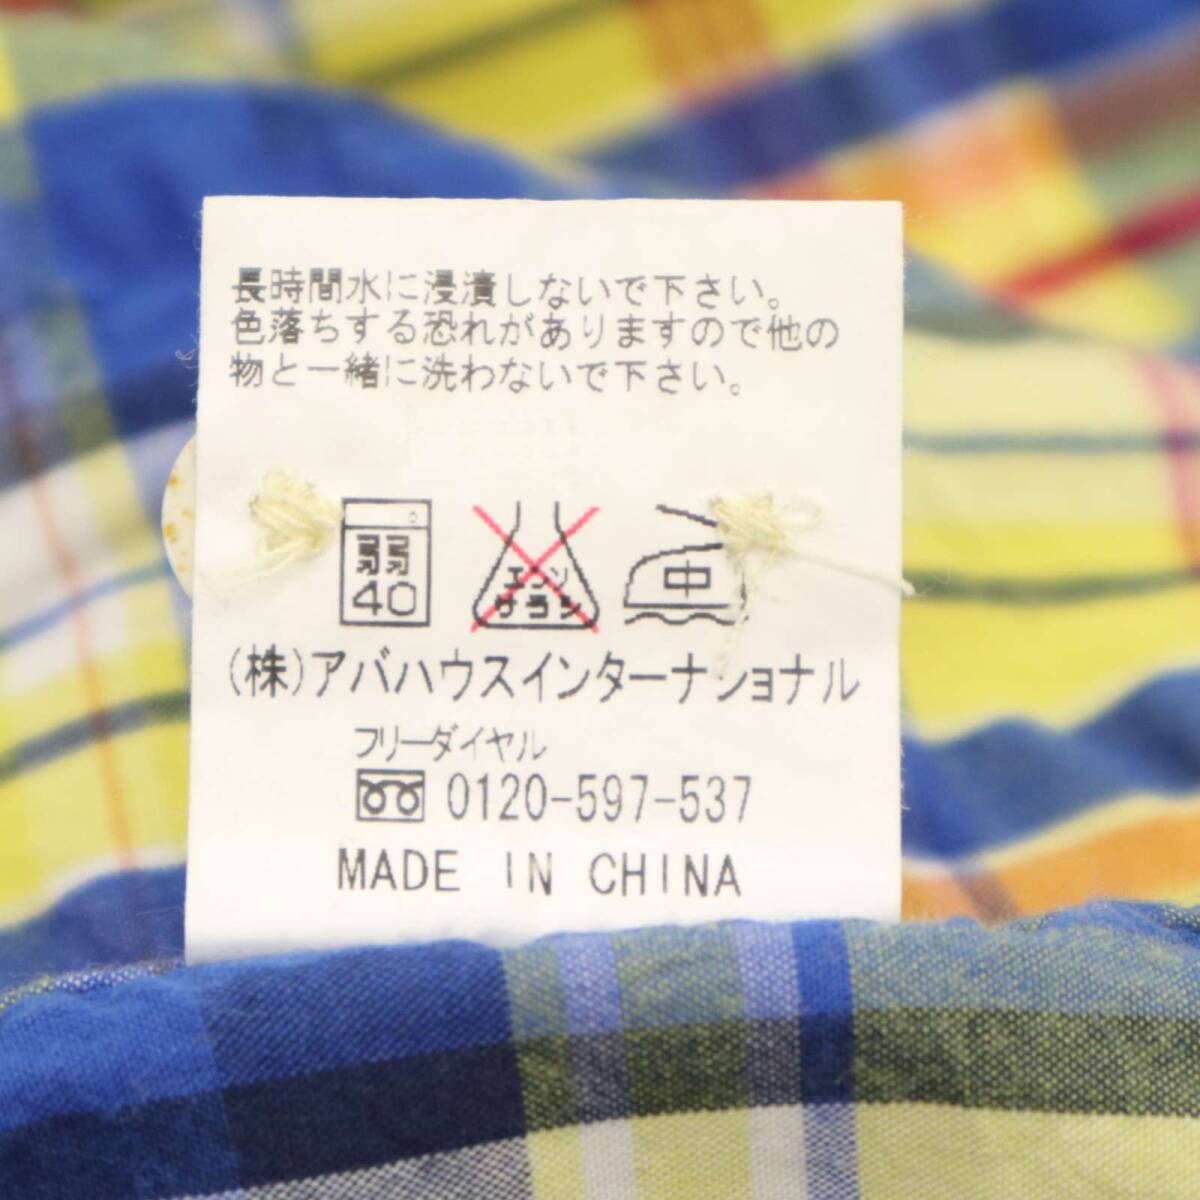 長時間水に浸漬しないで下さい。
色落ちする恐れがありますので他の
物と一緒に洗わないで下さい。
弱
40
エンソ
サラシ
中
(株)アバハウスインターナショナル
フリーダイヤル
0120-597-537
MADE IN CHINA